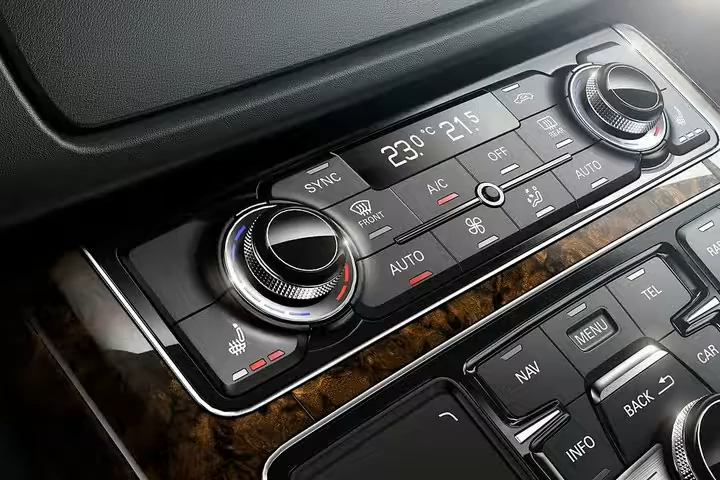 23.0 °C 21.5
SYNC
A/C
OFF
REAR
FRONT
AUTO
AUTO
NAV
MENU
TEL
BACK
CAR
INFO